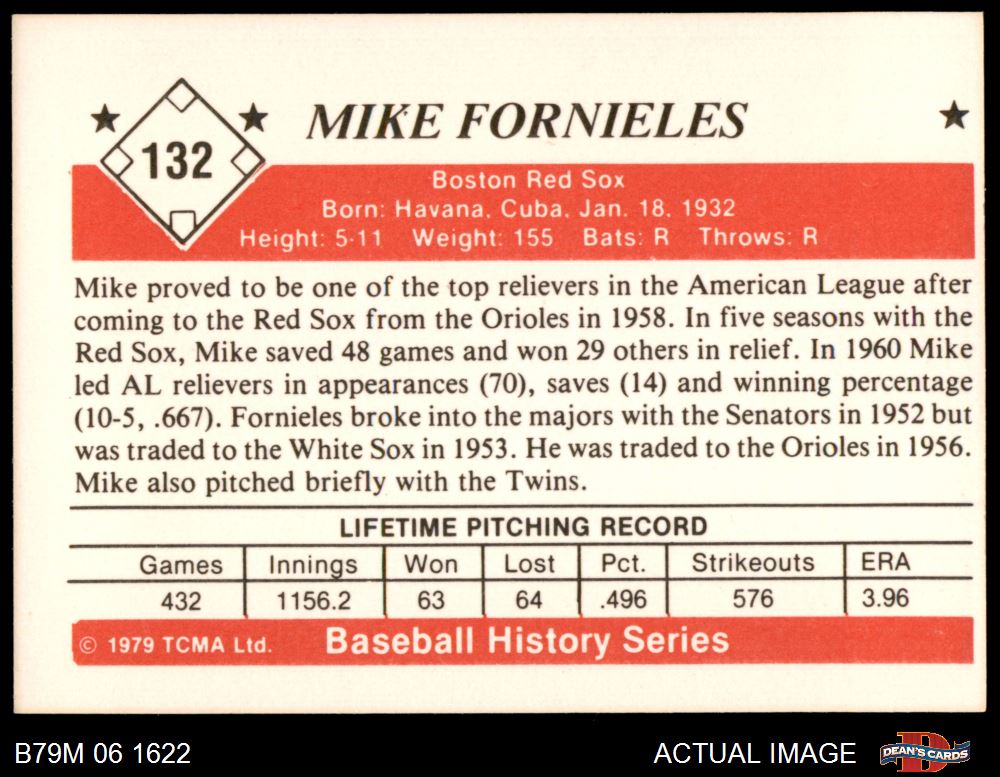 132
MIKE FORNIELES
Boston Red Sox
Born: Havana, Cuba, Jan. 18, 1932
Height: 5-11 Weight: 155 Bats: R Throws: R
Mike proved to be one of the top relievers in the American League after
coming to the Red Sox from the Orioles in 1958. In five seasons with the
Red Sox, Mike saved 48 games and won 29 others in relief. In 1960 Mike
led AL relievers in appearances (70), saves (14) and winning percentage
(10-5, .667). Fornieles broke into the majors with the Senators in 1952 but
was traded to the White Sox in 1953. He was traded to the Orioles in 1956.
Mike also pitched briefly with the Twins.
LIFETIME PITCHING RECORD
Games Innings Won Lost Pct. Strikeouts ERA
432 1156.2 63 64 .496 576 3.96
© 1979 TCMA Ltd. Baseball History Series
B79M 06 1622 ACTUAL IMAGE DEAN'S CARDS